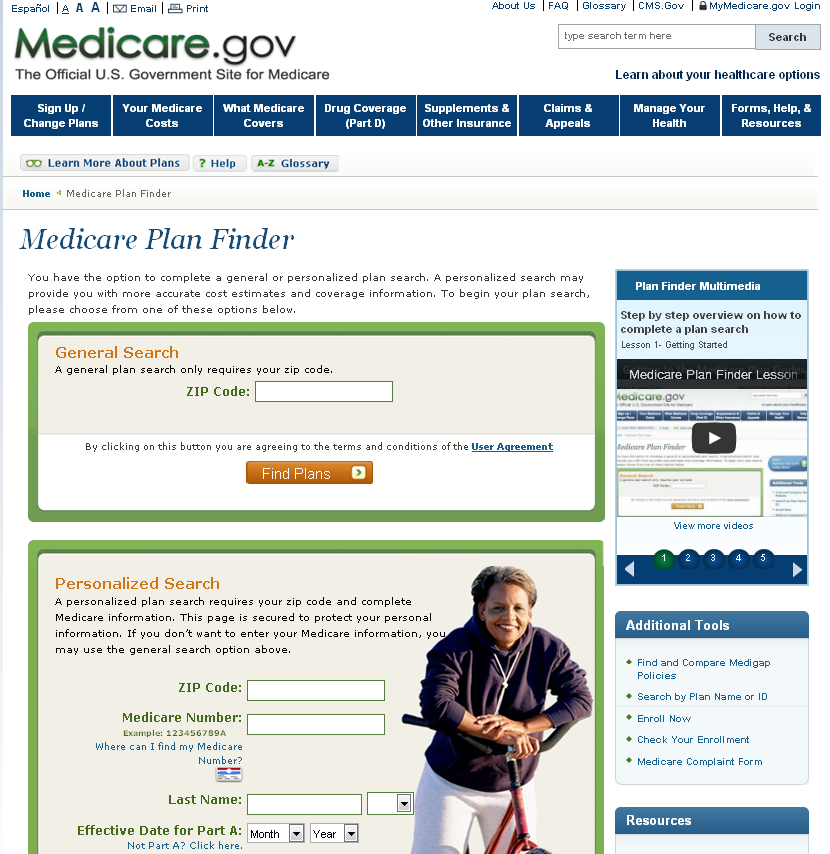 Español A A A Email Print
About Us FAQ Glossary CMS.Gov MyMedicare.gov Login
Medicare.gov
The Official U.S. Government Site for Medicare
type search term here Search
Learn about your healthcare options
Sign Up / Change Plans
Your Medicare Costs
What Medicare Covers
Drug Coverage (Part D)
Supplements & Other Insurance
Claims & Appeals
Manage Your Health
Forms, Help, & Resources
Learn More About Plans ? Help A-Z Glossary
Home Medicare Plan Finder
Medicare Plan Finder
You have the option to complete a general or personalized plan search. A personalized search may
provide you with more accurate cost estimates and coverage information. To begin your plan search,
please choose from one of these options below.
General Search
A general plan search only requires your zip code.
ZIP Code:
By clicking on this button you are agreeing to the terms and conditions of the User Agreement
Find Plans
Personalized Search
A personalized plan search requires your zip code and complete
Medicare information. This page is secured to protect your personal
information. If you don't want to enter your Medicare information, you
may use the general search option above.
ZIP Code:
Medicare Number:
Example: 123456789A
Where can I find my Medicare
Number?
Last Name:
Effective Date for Part A: Month Year
Not Part A? Click here.
Plan Finder Multimedia
Step by step overview on how to
complete a plan search
Lesson 1- Getting Started
Medicare Plan Finder Lesson
View more videos
1 2 3 4 5
Additional Tools
Find and Compare Medigap
Policies
Search by Plan Name or ID
Enroll Now
Check Your Enrollment
Medicare Complaint Form
Resources